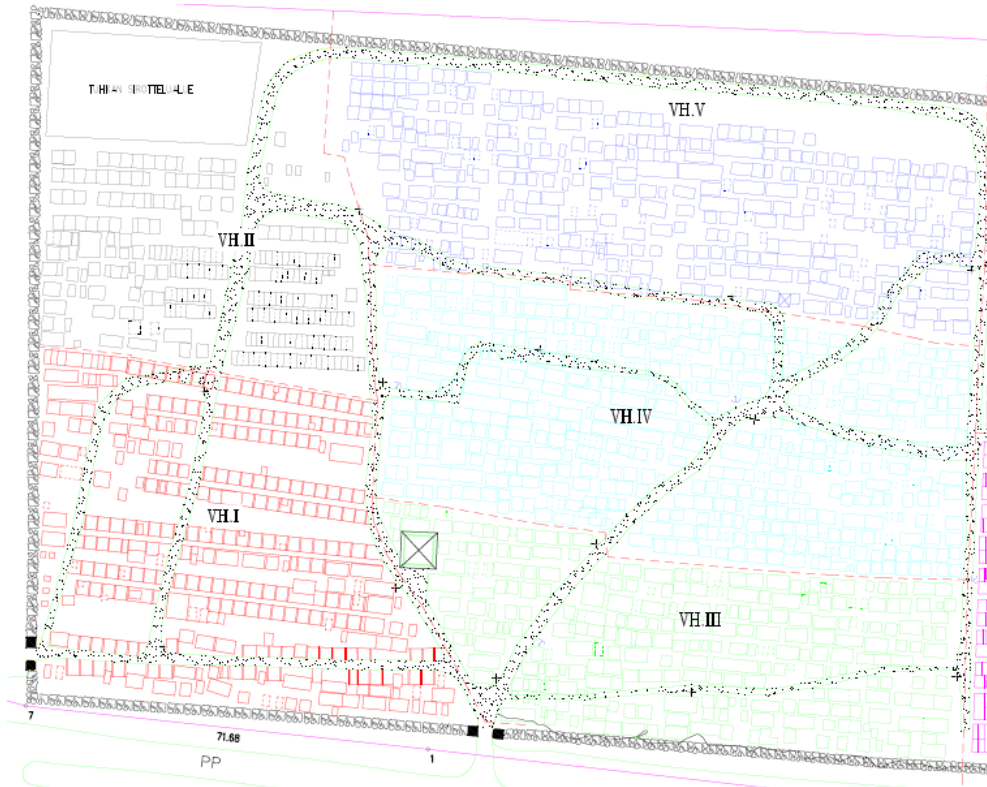 TUHKAN SIROTTELUALUE
VH.V
VH.II
VH.IV
VH.I
VH.III
7
71.68
1
PP